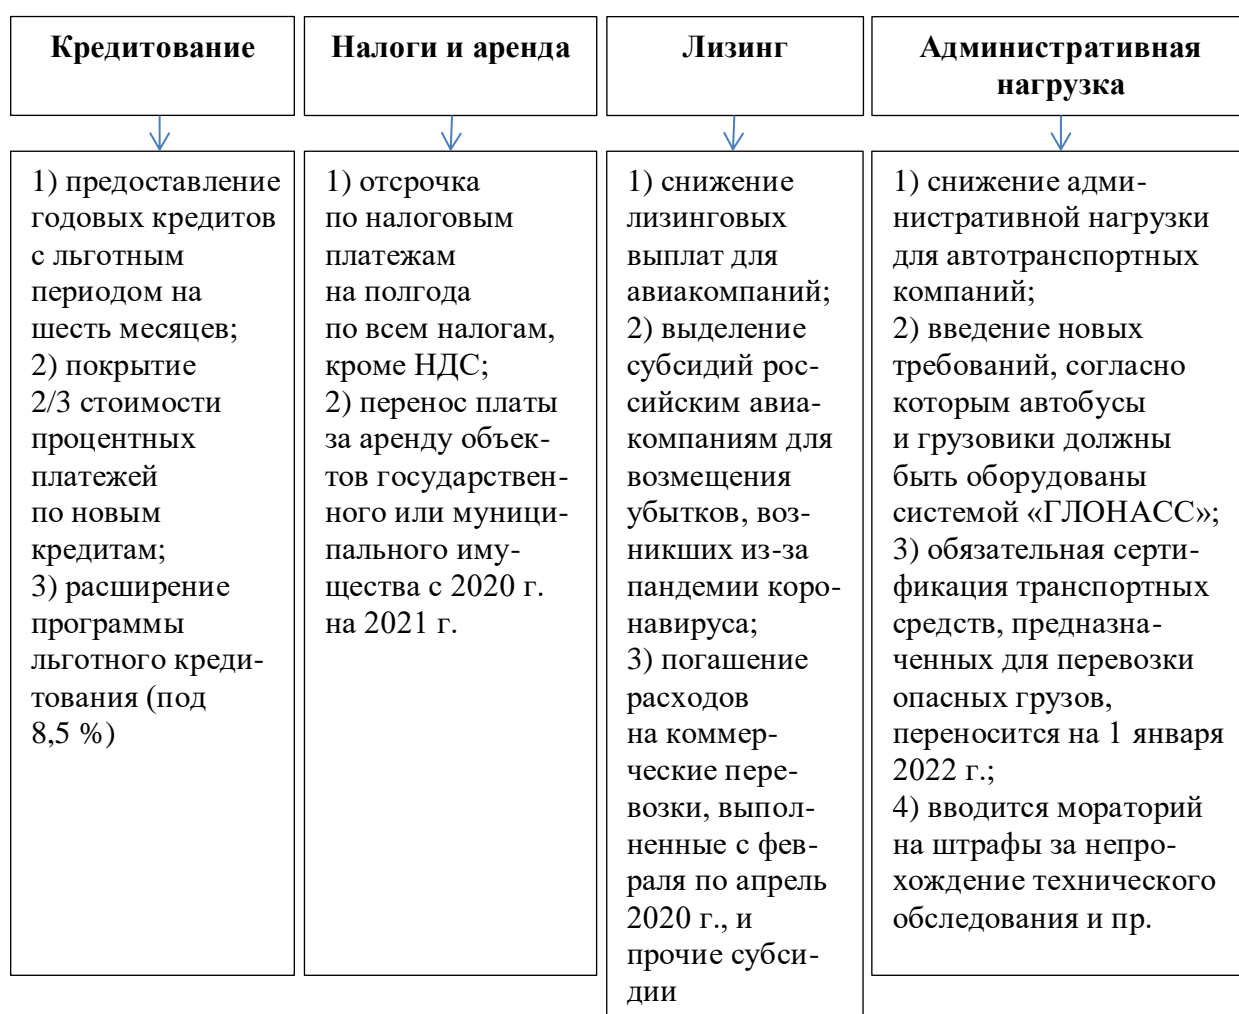 Кредитование
Налоги и аренда
Лизинг
Административная
нагрузка
1) предоставление
годовых кредитов
с льготным
периодом на
шесть месяцев;
2) покрытие
2/3 стоимости
процентных
платежей
по новым
кредитам;
3) расширение
программы
льготного креди-
тования (под
8,5 %)
1) отсрочка
по налоговым
платежам
на полгода
по всем налогам,
кроме НДС;
2) перенос платы
за аренду объек-
тов государствен-
ного или муници-
пального иму-
щества с 2020 г.
на 2021 г.
1) снижение
лизинговых
выплат для
авиакомпаний;
2) выделение
субсидий рос-
сийским авиа-
компаниям для
возмещения
убытков, воз-
никших из-за
пандемии коро-
навируса;
3) погашение
расходов
на коммер-
ческие пере-
возки, выпол-
ненные с фев-
раля по апрель
2020 г., и
прочие субси-
дии
1) снижение адми-
нистративной нагрузки
для автотранспортных
компаний;
2) введение новых
требований, согласно
которым автобусы
и грузовики должны
быть оборудованы
системой «ГЛОНАСС»;
3) обязательная серти-
фикация транспортных
средств, предназна-
ченных для перевозки
опасных грузов,
переносится на 1 января
2022 г.;
4) вводится мораторий
на штрафы за непро-
хождение технического
обследования и пр.